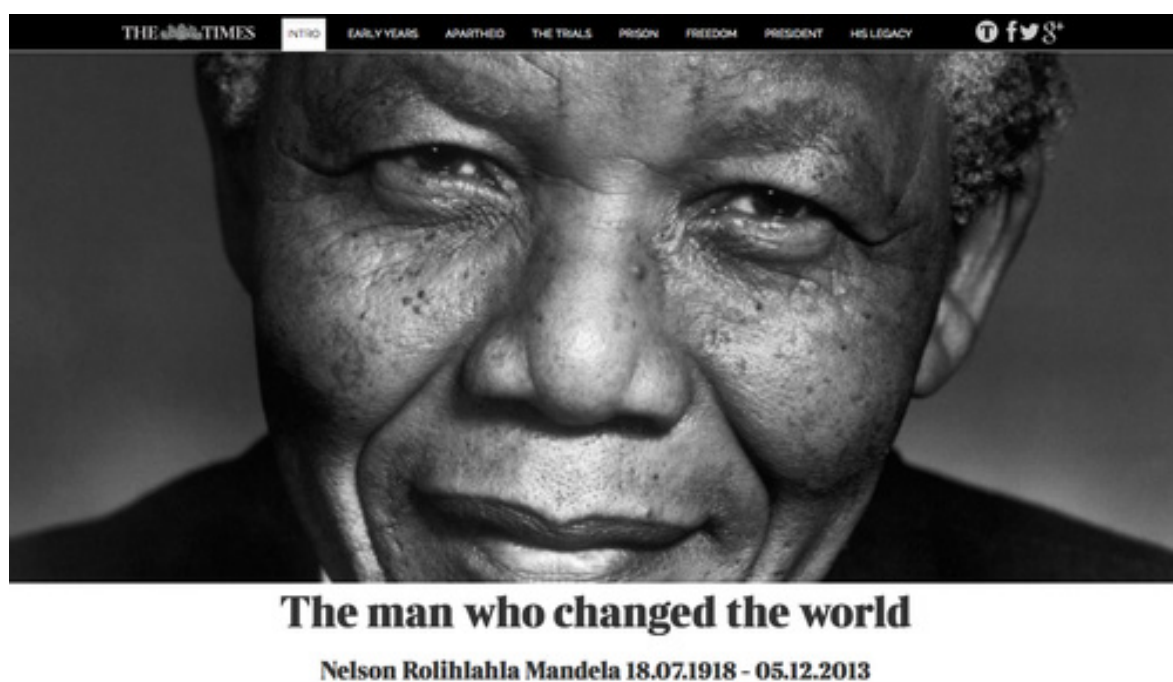 THE TIMES INTRO EARLY YEARS APARTHEID THE TRIALS PRISON FREEDOM PRESIDENT HIS LEGACY T f g+
The man who changed the world
Nelson Rolihlahla Mandela 18.07.1918 - 05.12.2013